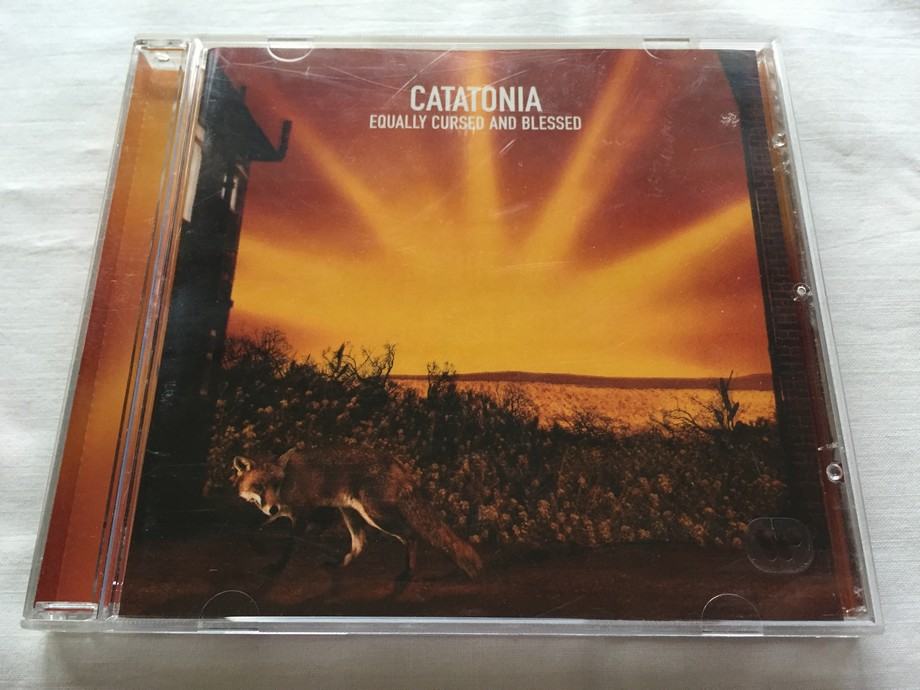 CATATONIA
EQUALLY CURSED AND BLESSED